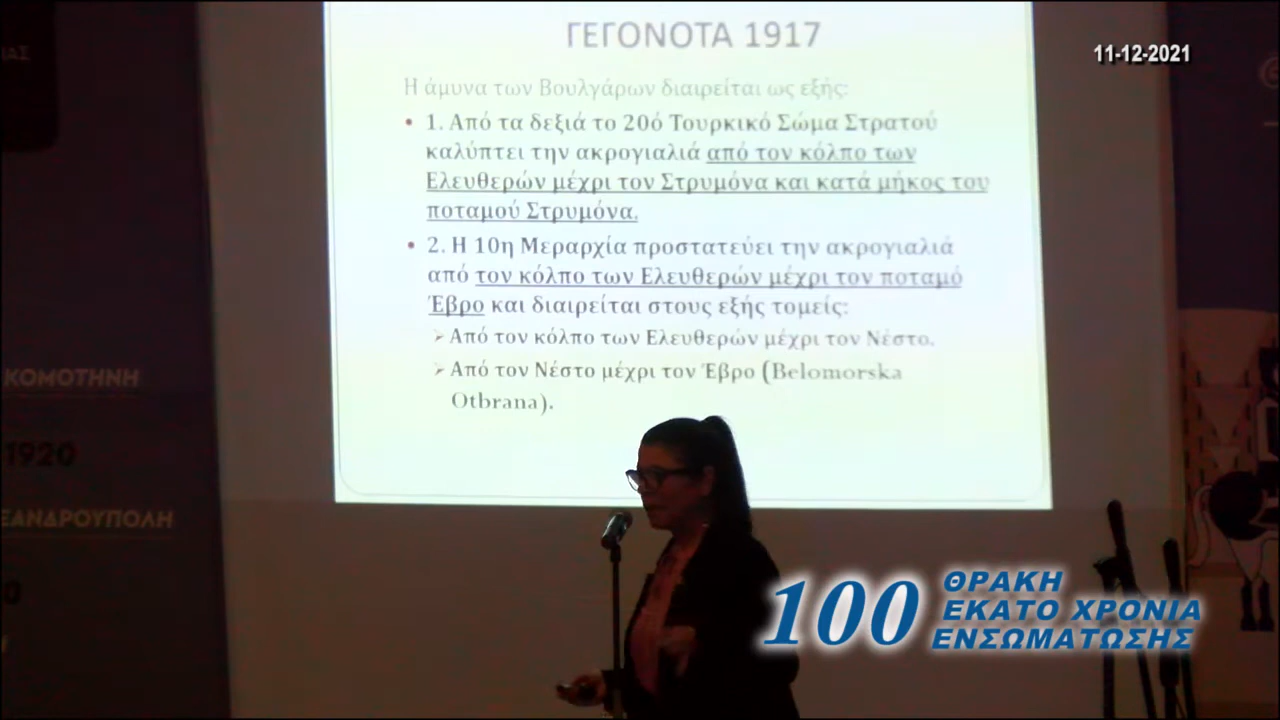 ΓΕΓΟΝΟΤΑ 1917
11-12-2021
Η άμυνα των Βουλγάρων διαιρείται ως εξής:
• 1. Από τα δεξιά το 20ό Τουρκικό Σώμα Στρατού
καλύπτει την ακρογιαλιά από τον κόλπο των
Ελευθερών μέχρι τον Στρυμόνα και κατά μήκος του
ποταμού Στρυμόνα.
• 2. Η 10η Μεραρχία προστατεύει την ακρογιαλιά
από τον κόλπο των Ελευθερών μέχρι τον ποταμό
Έβρο και διαιρείται στους εξής τομείς:
➢ Από τον κόλπο των Ελευθερών μέχρι τον Νέστο.
➢ Από τον Νέστο μέχρι τον Έβρο (Belomorska
Otbrana).
ΚΟΜΟΤΗΝΗ
1920
ΞΑΝΔΡΟΥΠΟΛΗ
100 ΘΡΑΚΗ
ΕΚΑΤΟ ΧΡΟΝΙΑ
ΕΝΣΩΜΑΤΩΣΗΣ